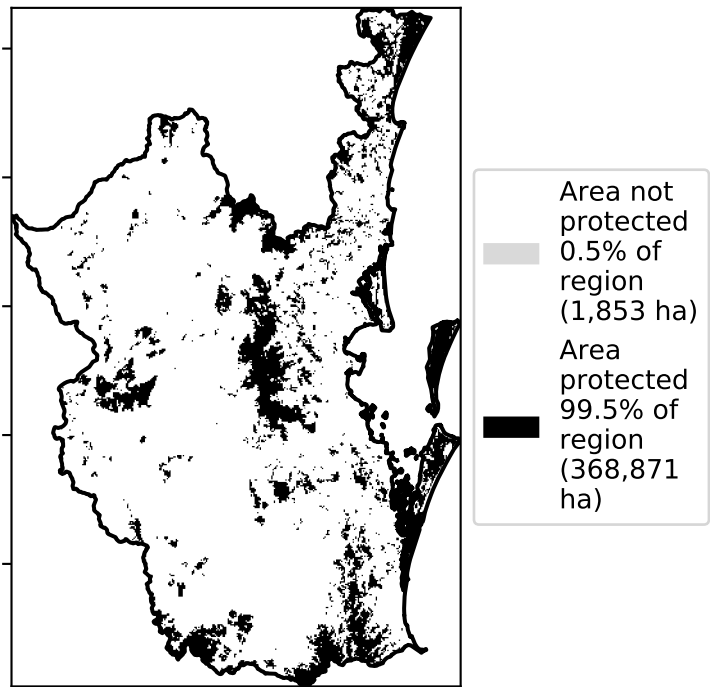 Area not
protected
0.5% of
region
(1,853 ha)
Area
protected
99.5% of
region
(368,871
ha)